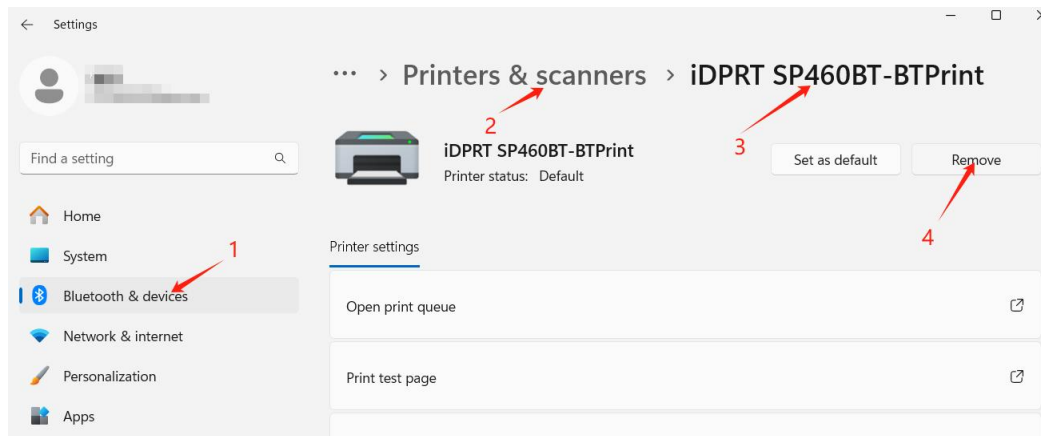 ← Settings
··· > Printers & scanners > iDPRT SP460BT-BTPrint
2
3
iDPRT SP460BT-BTPrint
Printer status: Default
Set as default
Remove
4
Find a setting
Home
System
1
Bluetooth & devices
Network & internet
Personalization
Apps
Printer settings
Open print queue
Print test page